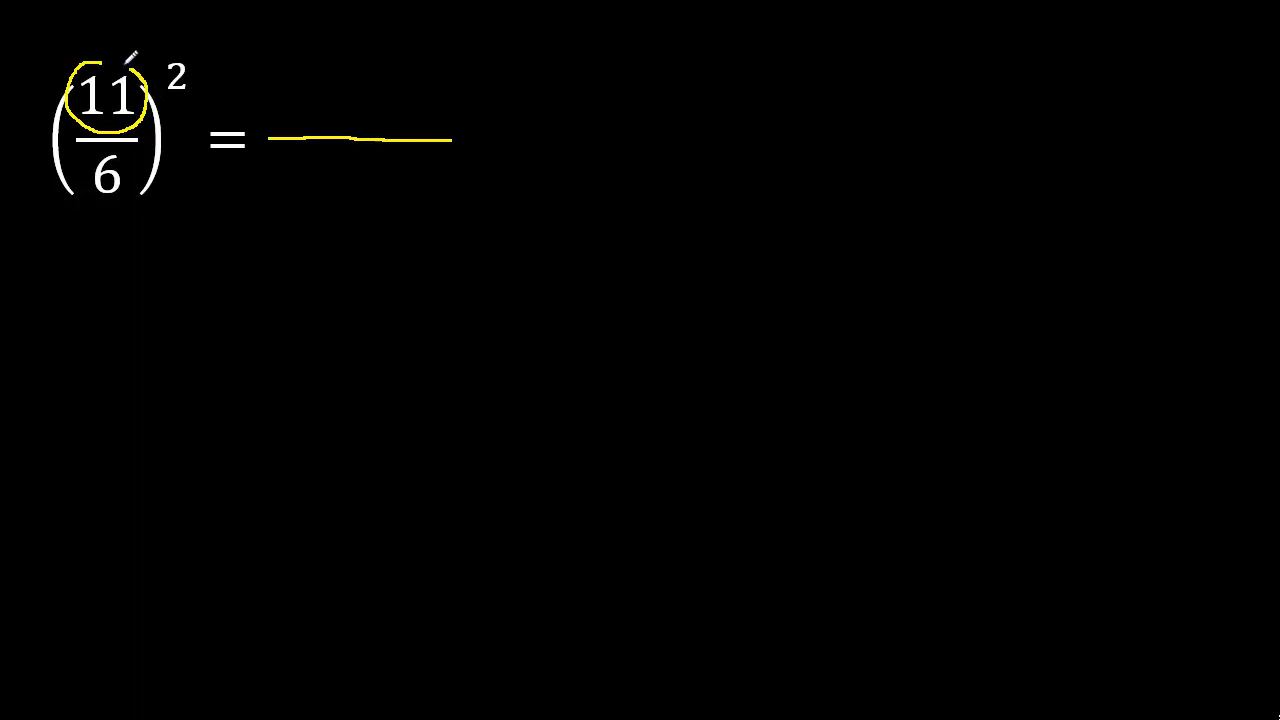 (11/6)² =